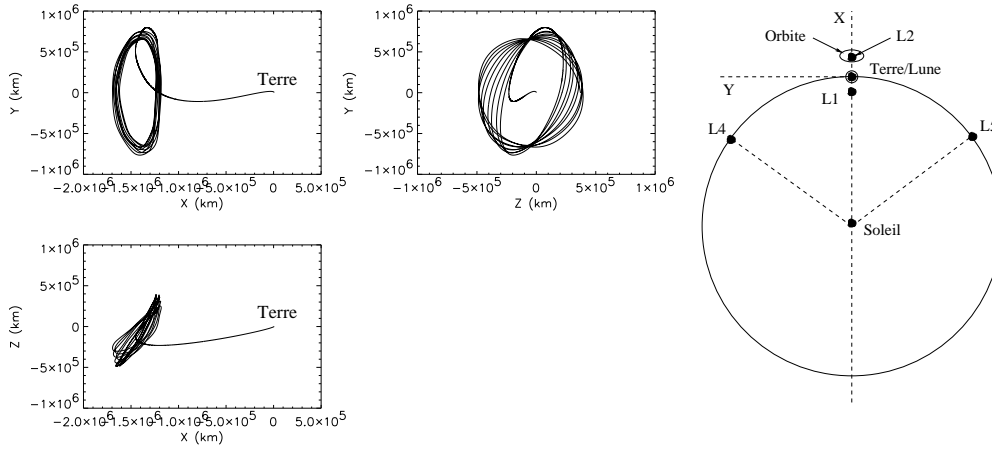 1×10⁶
5×10⁵
0
−5×10⁵
−1×10⁶
Y (km)
Terre
−2.0×10⁶−1.5×10⁶−1.0×10⁶−5.0×10⁵ 0 5.0×10⁵
X (km)
1×10⁶
5×10⁵
0
−5×10⁵
−1×10⁶
Y (km)
−1×10⁶ −5×10⁵ 0 5×10⁵ 1×10⁶
Z (km)
1×10⁶
5×10⁵
0
−5×10⁵
−1×10⁶
Z (km)
Terre
−2.0×10⁶−1.5×10⁶−1.0×10⁶−5.0×10⁵ 0 5.0×10⁵
X (km)
X
Orbite
L2
Terre/Lune
Y
L1
L4
L5
Soleil